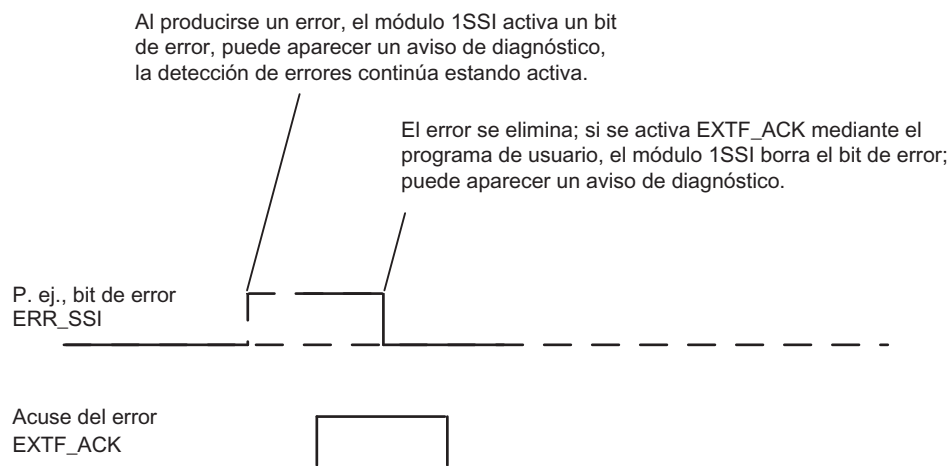 Al producirse un error, el módulo 1SSI activa un bit
de error, puede aparecer un aviso de diagnóstico,
la detección de errores continúa estando activa.
El error se elimina; si se activa EXTF_ACK mediante el
programa de usuario, el módulo 1SSI borra el bit de error;
puede aparecer un aviso de diagnóstico.
P. ej., bit de error
ERR_SSI
Acuse del error
EXTF_ACK